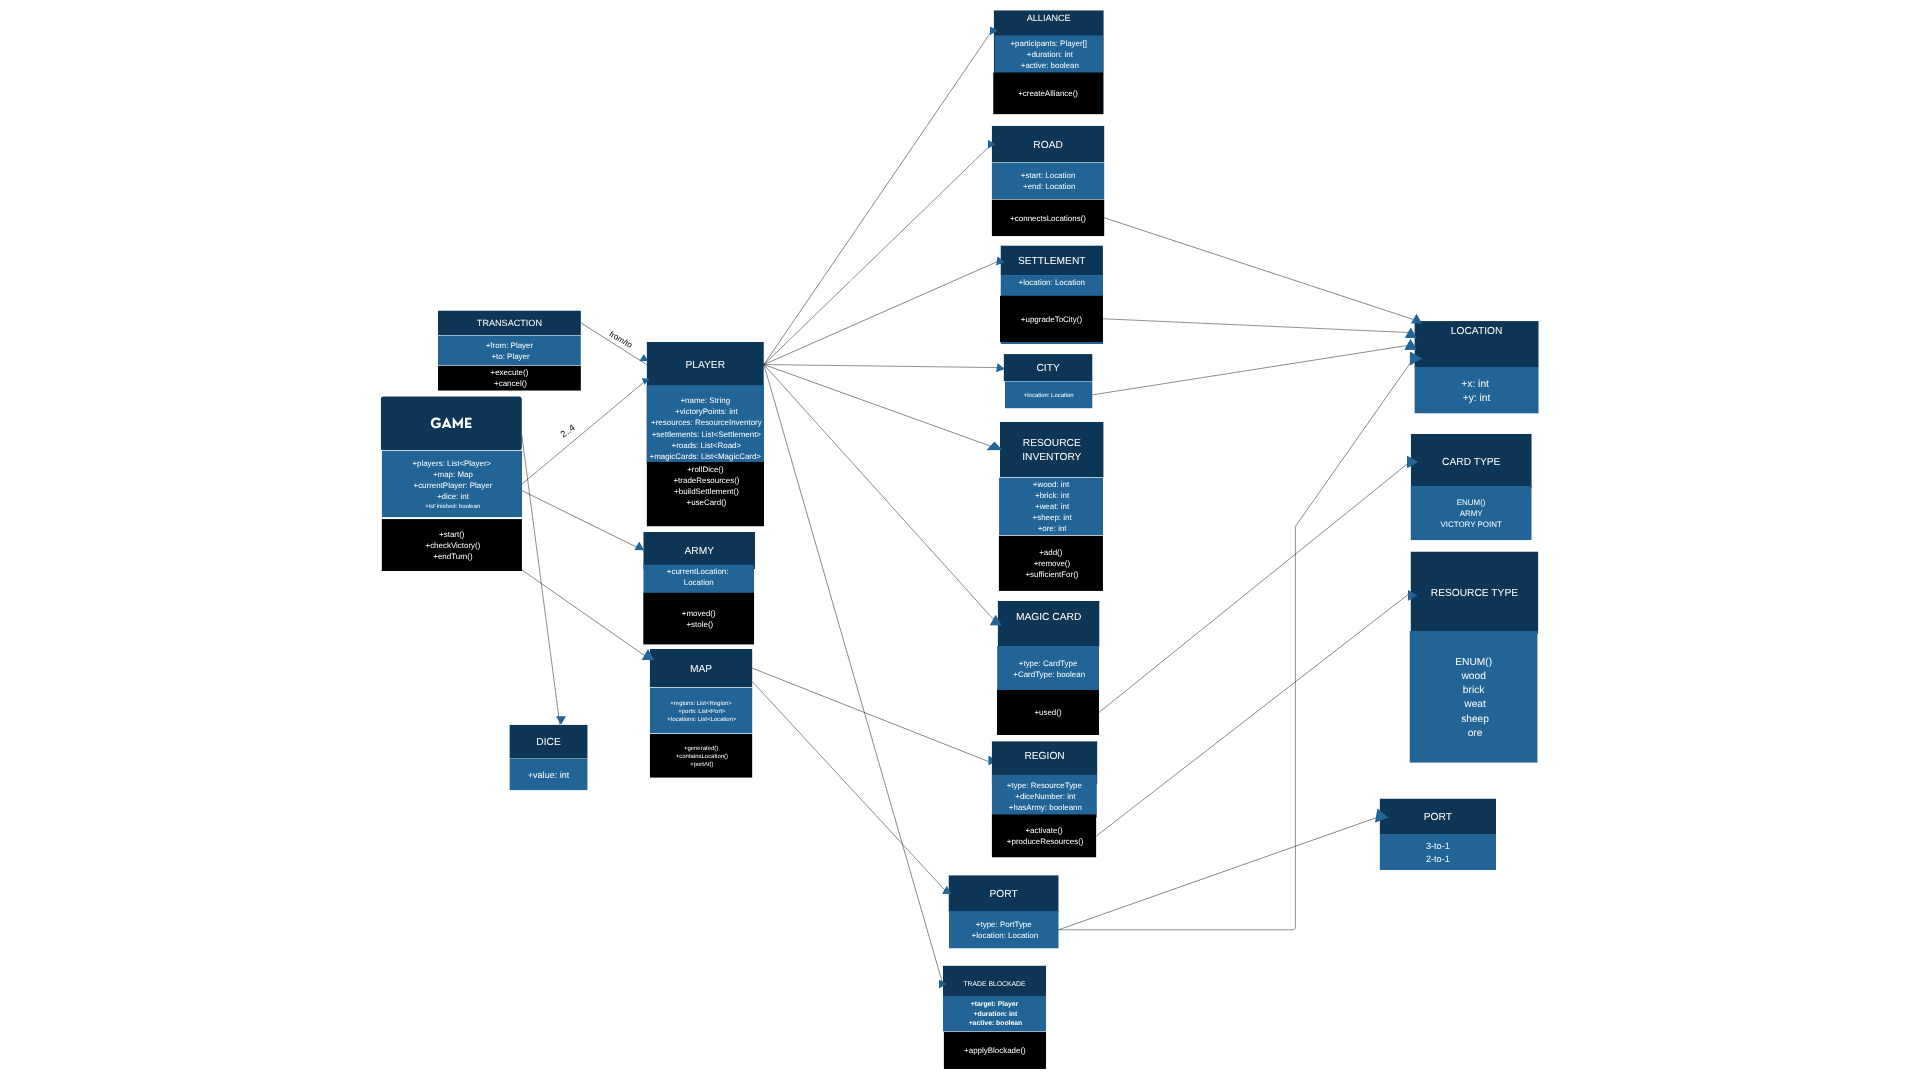 ALLIANCE
+participants: Player[]
+duration: int
+active: boolean
+createAlliance()
ROAD
+start: Location
+end: Location
+connectsLocations()
SETTLEMENT
+location: Location
+upgradeToCity()
TRANSACTION
+from: Player
+to: Player
+execute()
+cancel()
from/to
PLAYER
+name: String
+victoryPoints: int
+resources: ResourceInventory
+settlements: List<Settlement>
+roads: List<Road>
+magicCards: List<MagicCard>
+rollDice()
+tradeResources()
+buildSettlement()
+useCard()
LOCATION
+x: int
+y: int
CITY
+location: Location
GAME
+players: List<Player>
+map: Map
+currentPlayer: Player
+dice: int
+isFinished: boolean
+start()
+checkVictory()
+endTurn()
2..4
RESOURCE
INVENTORY
+wood: int
+brick: int
+weat: int
+sheep: int
+ore: int
+add()
+remove()
+sufficientFor()
CARD TYPE
ENUM()
ARMY
VICTORY POINT
ARMY
+currentLocation:
Location
+moved()
+stole()
RESOURCE TYPE
ENUM()
wood
brick
weat
sheep
ore
MAGIC CARD
+type: CardType
+CardType: boolean
+used()
MAP
+regions: List<Region>
+ports: List<Port>
+locations: List<Location>
+generated()
+containsLocation()
+portAt()
DICE
+value: int
REGION
+type: ResourceType
+diceNumber: int
+hasArmy: booleann
+activate()
+produceResources()
PORT
3-to-1
2-to-1
PORT
+type: PortType
+location: Location
TRADE BLOCKADE
+target: Player
+duration: int
+active: boolean
+applyBlockade()